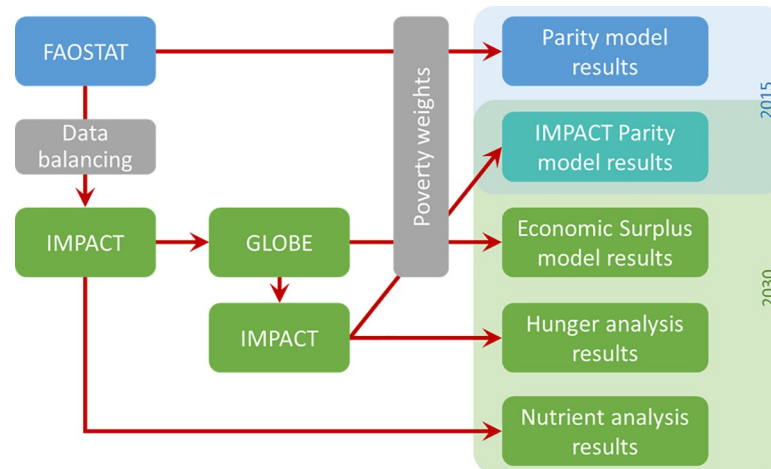 FAOSTAT
Parity model
results
2015
Poverty weights
Data
balancing
IMPACT Parity
model results
IMPACT
GLOBE
Economic Surplus
model results
2030
IMPACT
Hunger analysis
results
Nutrient analysis
results